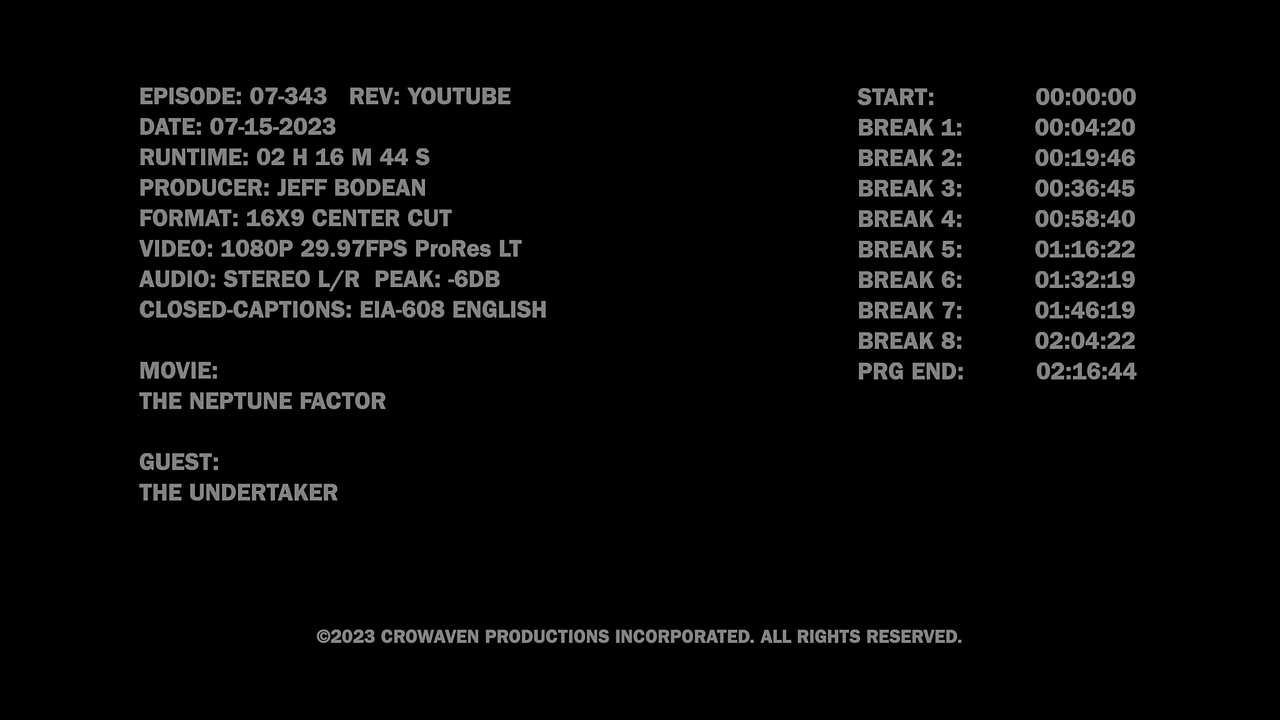 EPISODE: 07-343 REV: YOUTUBE
DATE: 07-15-2023
RUNTIME: 02 H 16 M 44 S
PRODUCER: JEFF BODEAN
FORMAT: 16X9 CENTER CUT
VIDEO: 1080P 29.97FPS ProRes LT
AUDIO: STEREO L/R PEAK: -6DB
CLOSED-CAPTIONS: EIA-608 ENGLISH
MOVIE:
THE NEPTUNE FACTOR
GUEST:
THE UNDERTAKER
START: 00:00:00
BREAK 1: 00:04:20
BREAK 2: 00:19:46
BREAK 3: 00:36:45
BREAK 4: 00:58:40
BREAK 5: 01:16:22
BREAK 6: 01:32:19
BREAK 7: 01:46:19
BREAK 8: 02:04:22
PRG END: 02:16:44
©2023 CROWAVEN PRODUCTIONS INCORPORATED. ALL RIGHTS RESERVED.